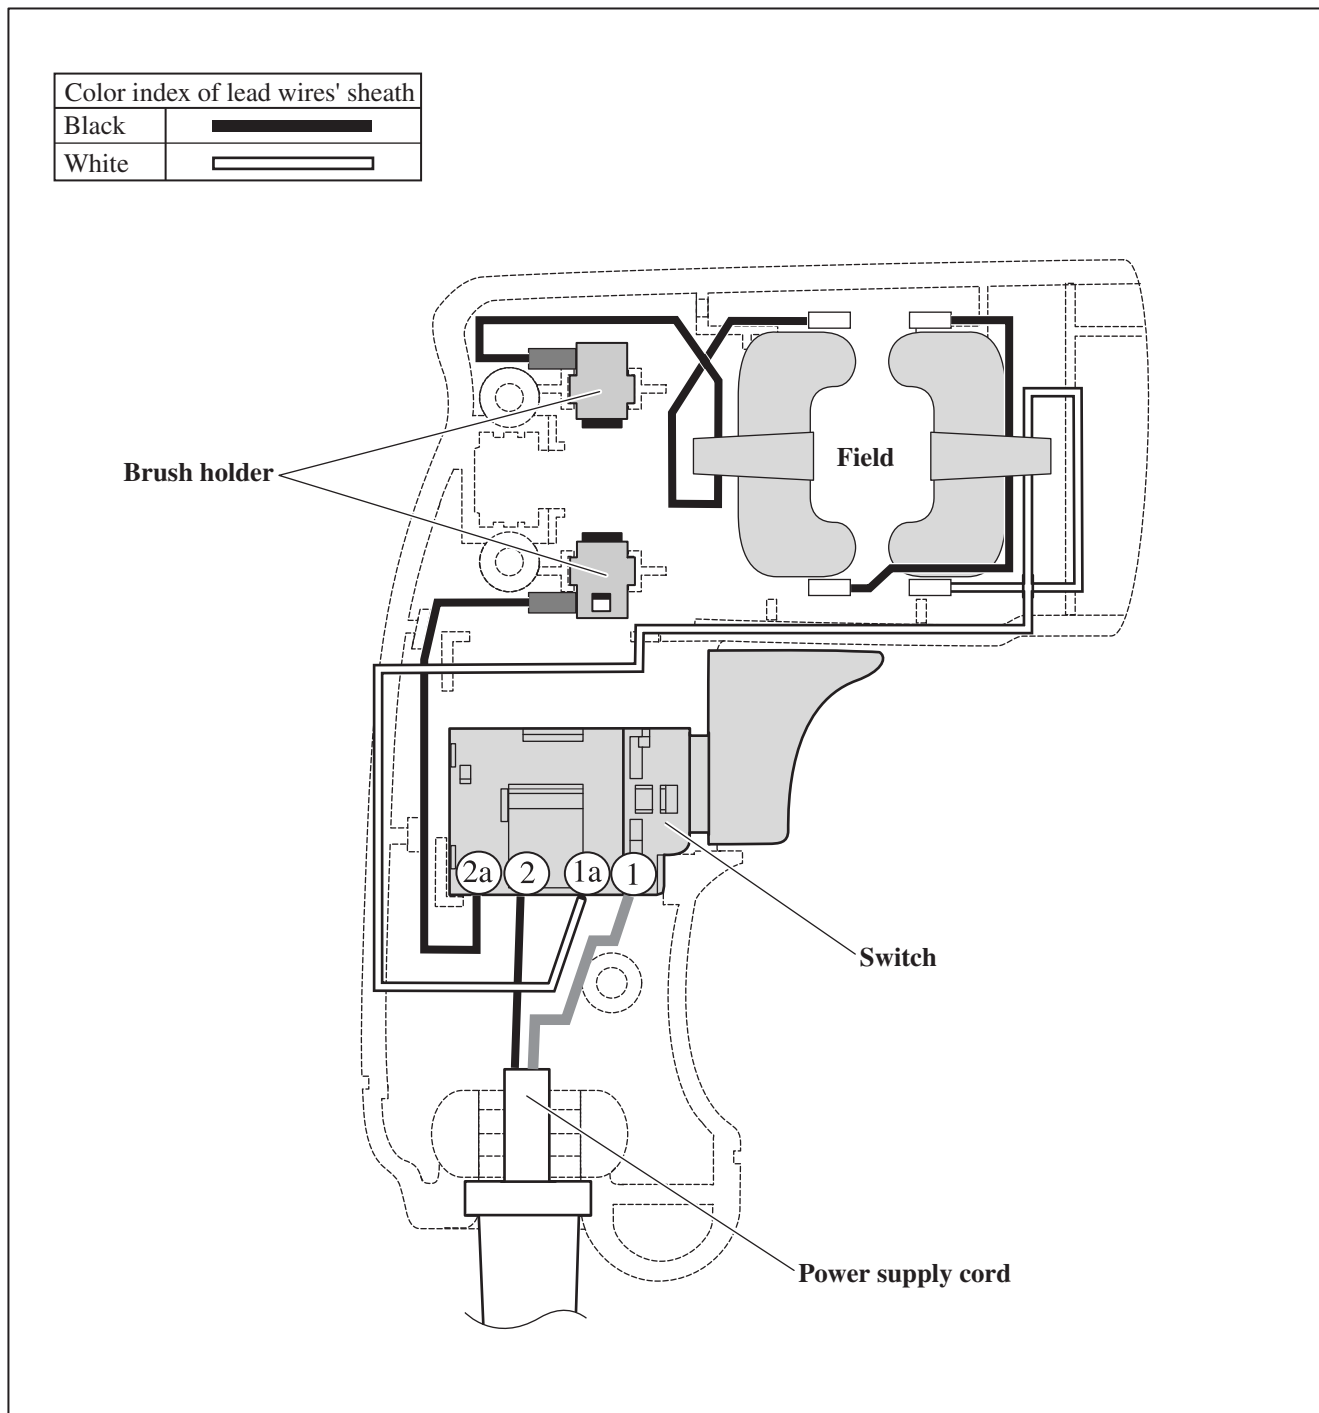 Color index of lead wires' sheath
Black
White
Field
Brush holder
2a 2 1a 1
Switch
Power supply cord